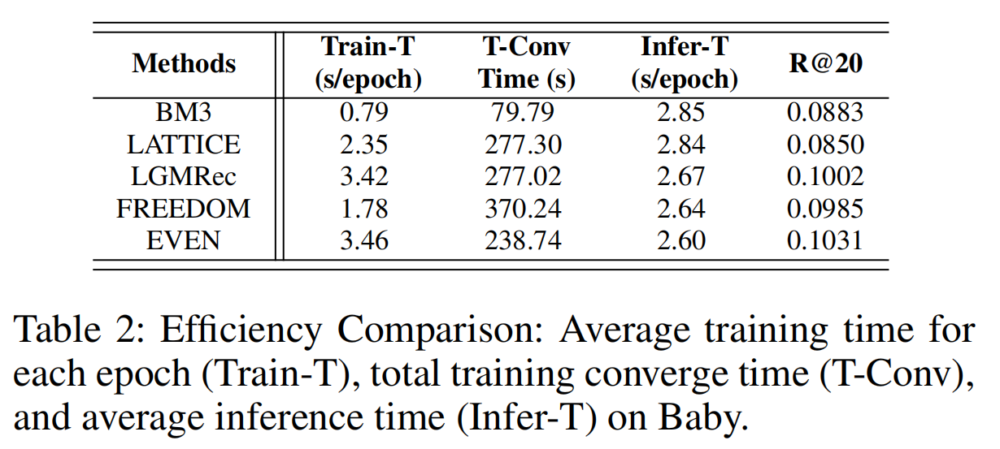 Methods Train-T (s/epoch) T-Conv Time (s) Infer-T (s/epoch) R@20
BM3 0.79 79.79 2.85 0.0883
LATTICE 2.35 277.30 2.84 0.0850
LGMRec 3.42 277.02 2.67 0.1002
FREEDOM 1.78 370.24 2.64 0.0985
EVEN 3.46 238.74 2.60 0.1031
Table 2: Efficiency Comparison: Average training time for
each epoch (Train-T), total training converge time (T-Conv),
and average inference time (Infer-T) on Baby.